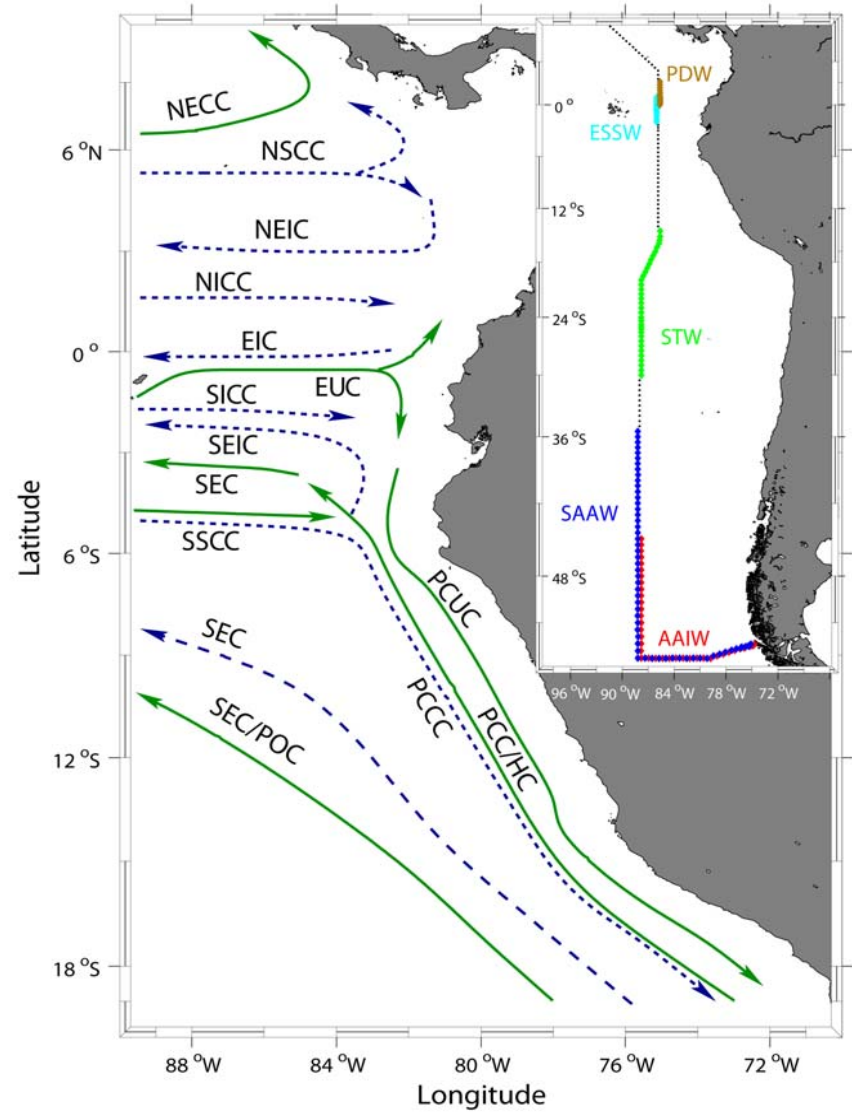 NECC
NSCC
NEIC
NICC
EIC
EUC
SICC
SEIC
SEC
SSCC
SEC
SEC/POC
PCUC
PCCC
PCC/HC
6 °N
0 °
6 °S
12 °S
18 °S
Latitude
88 °W
84 °W
80 °W
76 °W
72 °W
Longitude
PDW
ESSW
STW
SAAW
AAIW
0 °
12 °S
24 °S
36 °S
48 °S
96 °W
90 °W
84 °W
78 °W
72 °W